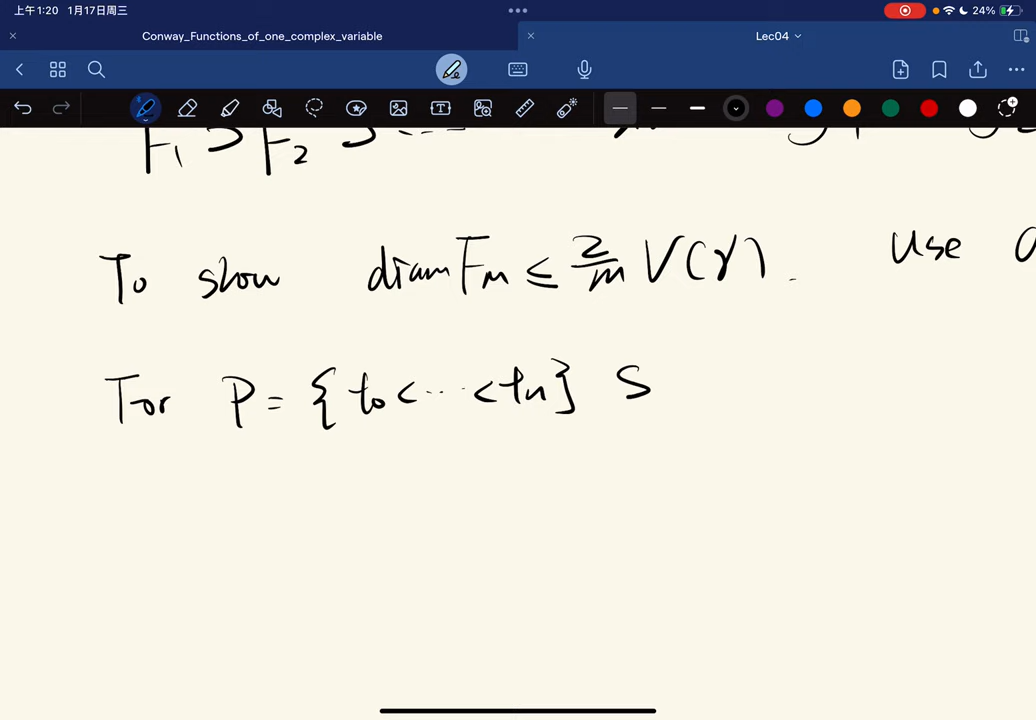 上午1:20 1月17日周三 24%
Conway_Functions_of_one_complex_variable Lec04
F₁ ⊃ F₂ ⊃ ...
To show diam Fₘ ≤ 2/m V(γ). Use
For P = {t₀ < ... < tₙ} S